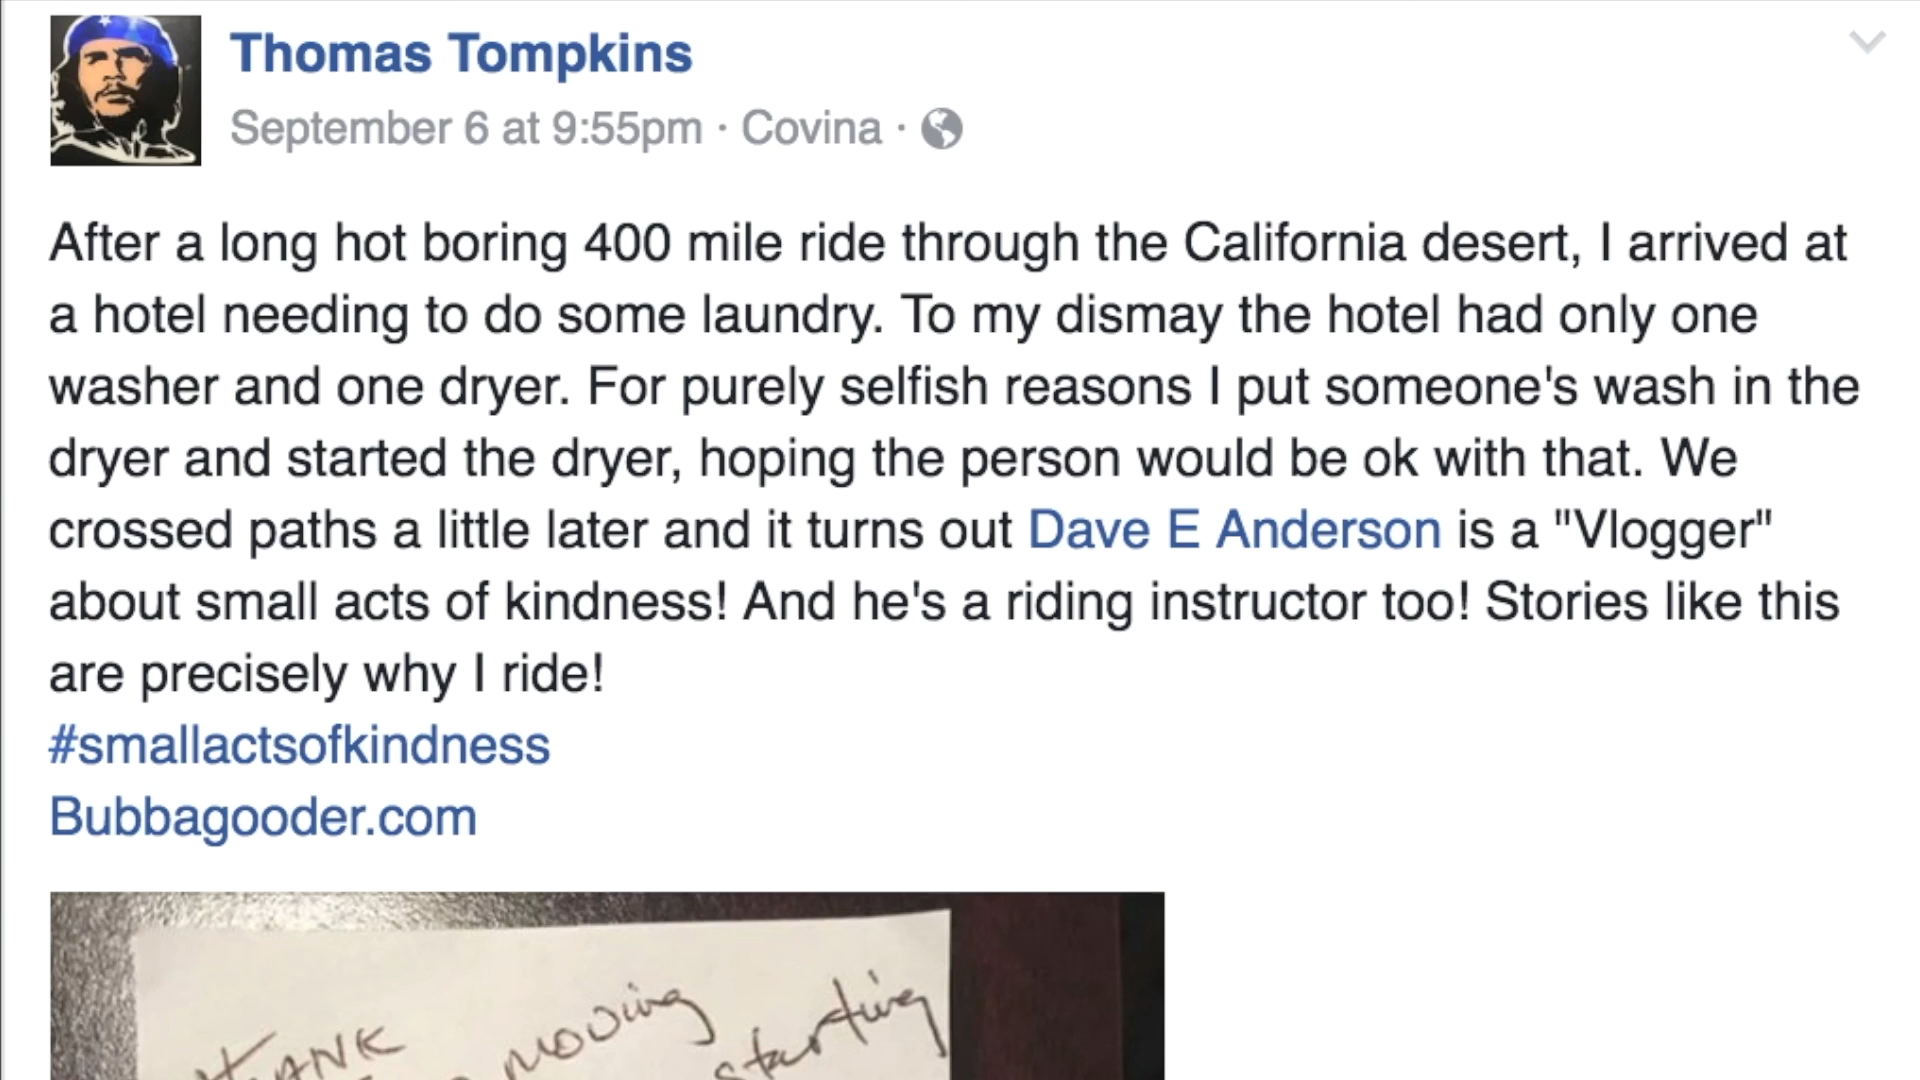 Thomas Tompkins
September 6 at 9:55pm · Covina ·
After a long hot boring 400 mile ride through the California desert, I arrived at
a hotel needing to do some laundry. To my dismay the hotel had only one
washer and one dryer. For purely selfish reasons I put someone's wash in the
dryer and started the dryer, hoping the person would be ok with that. We
crossed paths a little later and it turns out Dave E Anderson is a "Vlogger"
about small acts of kindness! And he's a riding instructor too! Stories like this
are precisely why I ride!
#smallactsofkindness
Bubbagooder.com
THANK moving starting